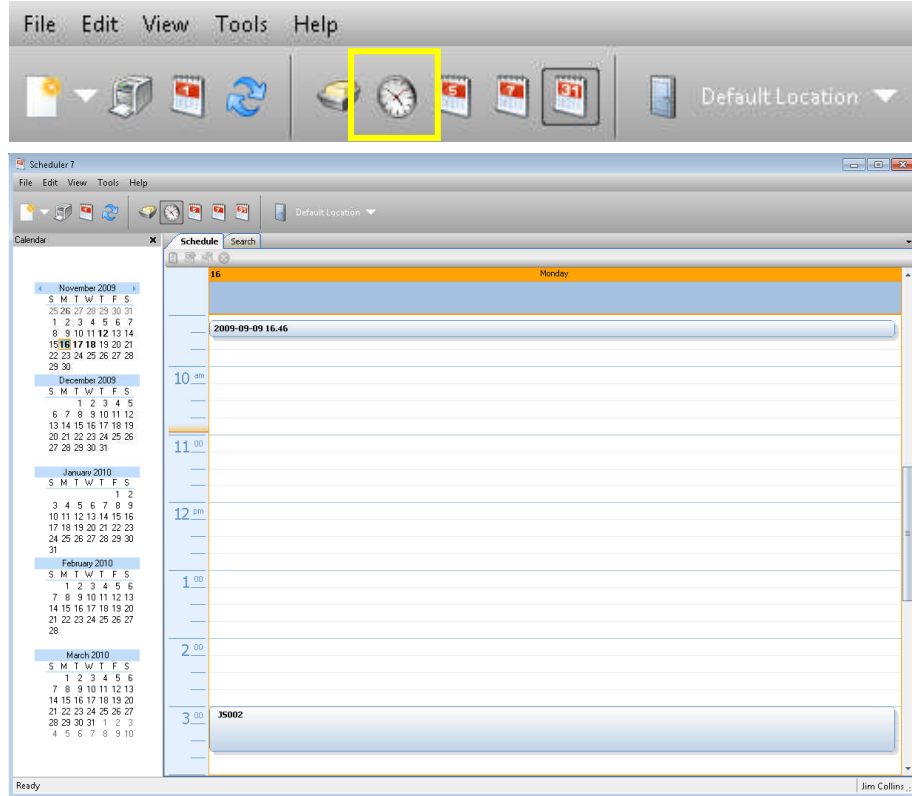 File Edit View Tools Help
1 5 7 31 Default Location
Scheduler 7
File Edit View Tools Help
Default Location
Calendar
Schedule Search
16 Monday
November 2009
S M T W T F S
25 26 27 28 29 30 31
1 2 3 4 5 6 7
8 9 10 11 12 13 14
15 16 17 18 19 20 21
22 23 24 25 26 27 28
29 30
December 2009
S M T W T F S
1 2 3 4 5
6 7 8 9 10 11 12
13 14 15 16 17 18 19
20 21 22 23 24 25 26
27 28 29 30 31
January 2010
S M T W T F S
1 2
3 4 5 6 7 8 9
10 11 12 13 14 15 16
17 18 19 20 21 22 23
24 25 26 27 28 29 30
31
February 2010
S M T W T F S
1 2 3 4 5 6
7 8 9 10 11 12 13
14 15 16 17 18 19 20
21 22 23 24 25 26 27
28
March 2010
S M T W T F S
1 2 3 4 5 6
7 8 9 10 11 12 13
14 15 16 17 18 19 20
21 22 23 24 25 26 27
28 29 30 31 1 2 3
4 5 6 7 8 9 10
2009-09-09 16.46
10 am
11 00
12 pm
1 00
2 00
3 00 JS002
Ready
Jim Collins